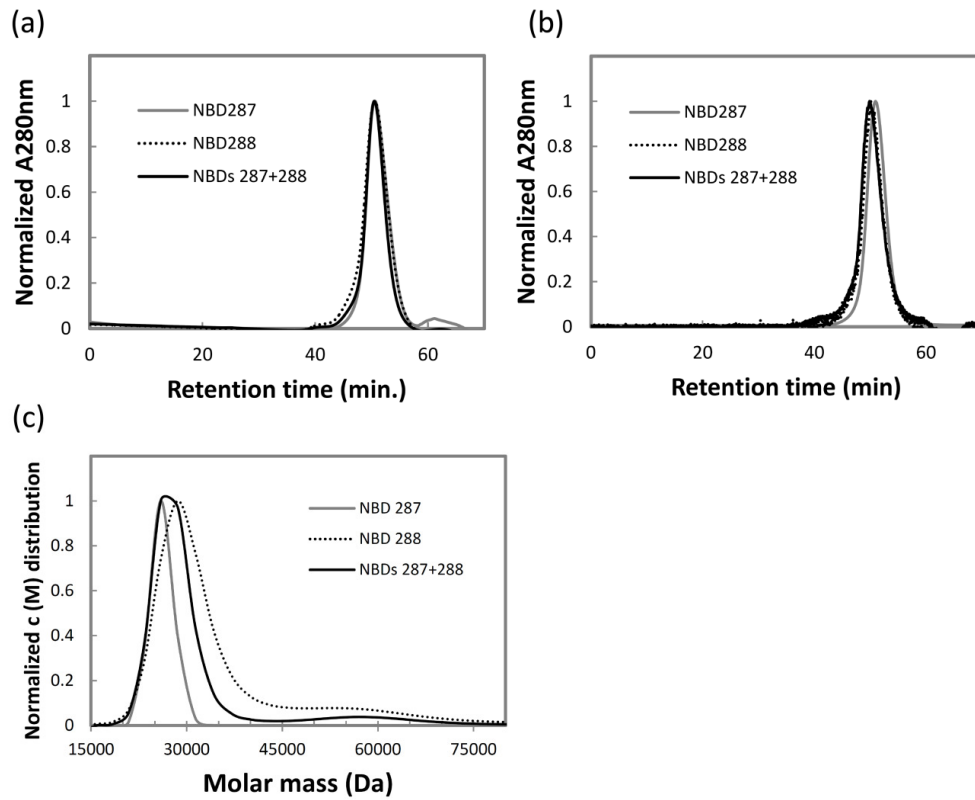 (a)
Normalized A280nm
1
0.8
0.6
0.4
0.2
0
NBD287
NBD288
NBDs 287+288
0 20 40 60
Retention time (min.)
(b)
Normalized A280nm
1
0.8
0.6
0.4
0.2
0
NBD287
NBD288
NBDs 287+288
0 20 40 60
Retention time (min)
(c)
Normalized c (M) distribution
1
0.8
0.6
0.4
0.2
0
NBD 287
NBD 288
NBDs 287+288
15000 30000 45000 60000 75000
Molar mass (Da)